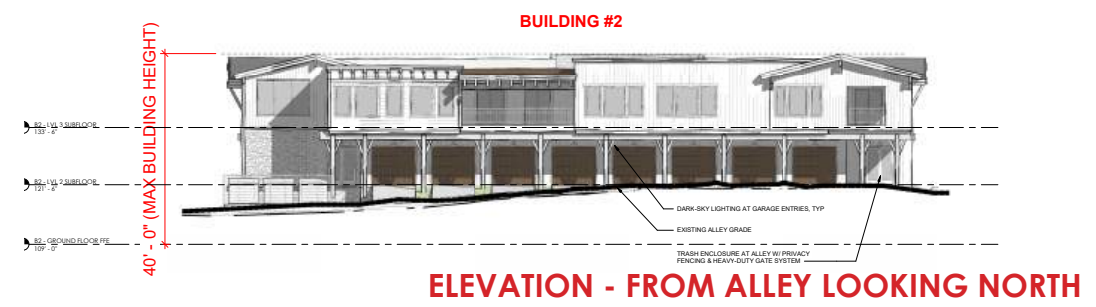 BUILDING #2
40' - 0" (MAX BUILDING HEIGHT)
B2 - LVL 3 SUBFLOOR
133' - 6"
B2 - LVL 2 SUBFLOOR
121' - 6"
B2 - GROUND FLOOR FFE
109' - 0"
DARK-SKY LIGHTING AT GARAGE ENTRIES, TYP
EXISTING ALLEY GRADE
TRASH ENCLOSURE AT ALLEY W/ PRIVACY
FENCING & HEAVY-DUTY GATE SYSTEM
ELEVATION - FROM ALLEY LOOKING NORTH